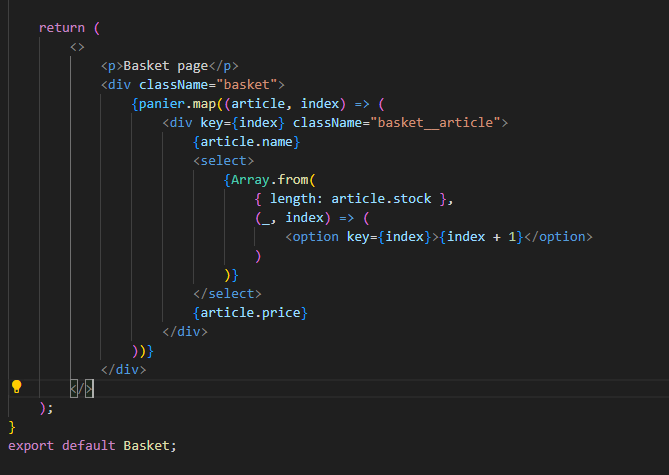 return (
<>
<p>Basket page</p>
<div className="basket">
{panier.map((article, index) => (
<div key={index} className="basket__article">
{article.name}
<select>
{Array.from(
{ length: article.stock },
(_, index) => (
<option key={index}>{index + 1}</option>
)
)}
</select>
{article.price}
</div>
))}
</div>
</>
);
}
export default Basket;